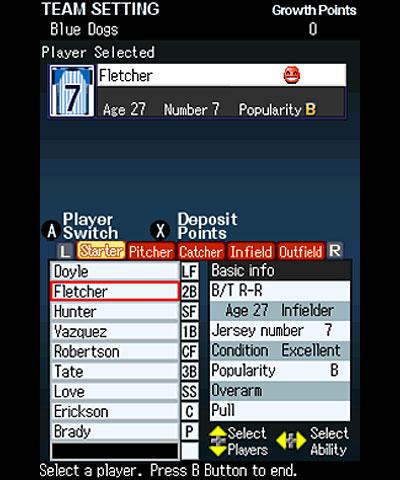 TEAM SETTING Growth Points
Blue Dogs 0
Player Selected
Fletcher
7 Age 27 Number 7 Popularity B
A Player Switch X Deposit Points
L Starter Pitcher Catcher Infield Outfield R
Doyle LF Basic info
Fletcher 2B B/T R-R
Hunter SF Age 27 Infielder
Vazquez 1B Jersey number 7
Robertson CF Condition Excellent
Tate 3B Popularity B
Love SS Overarm
Erickson C Pull
Brady P
Select Players Select Ability
Select a player. Press B Button to end.